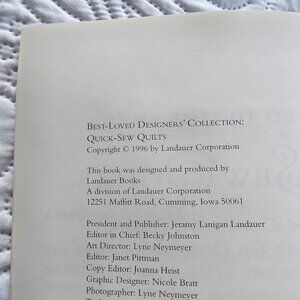 BEST-LOVED DESIGNERS' COLLECTION:
QUICK-SEW QUILTS
Copyright © 1996 by Landauer Corporation
This book was designed and produced by
Landauer Books
A division of Landauer Corporation
12251 Maffitt Road, Cumming, Iowa 50061
President and Publisher: Jeramy Lanigan Landauer
Editor in Chief: Becky Johnston
Art Director: Lyne Neymeyer
Editor: Janet Pittman
Copy Editor: Joanna Heist
Graphic Designer: Nicole Bratt
Photographer: Lyne Neymeyer